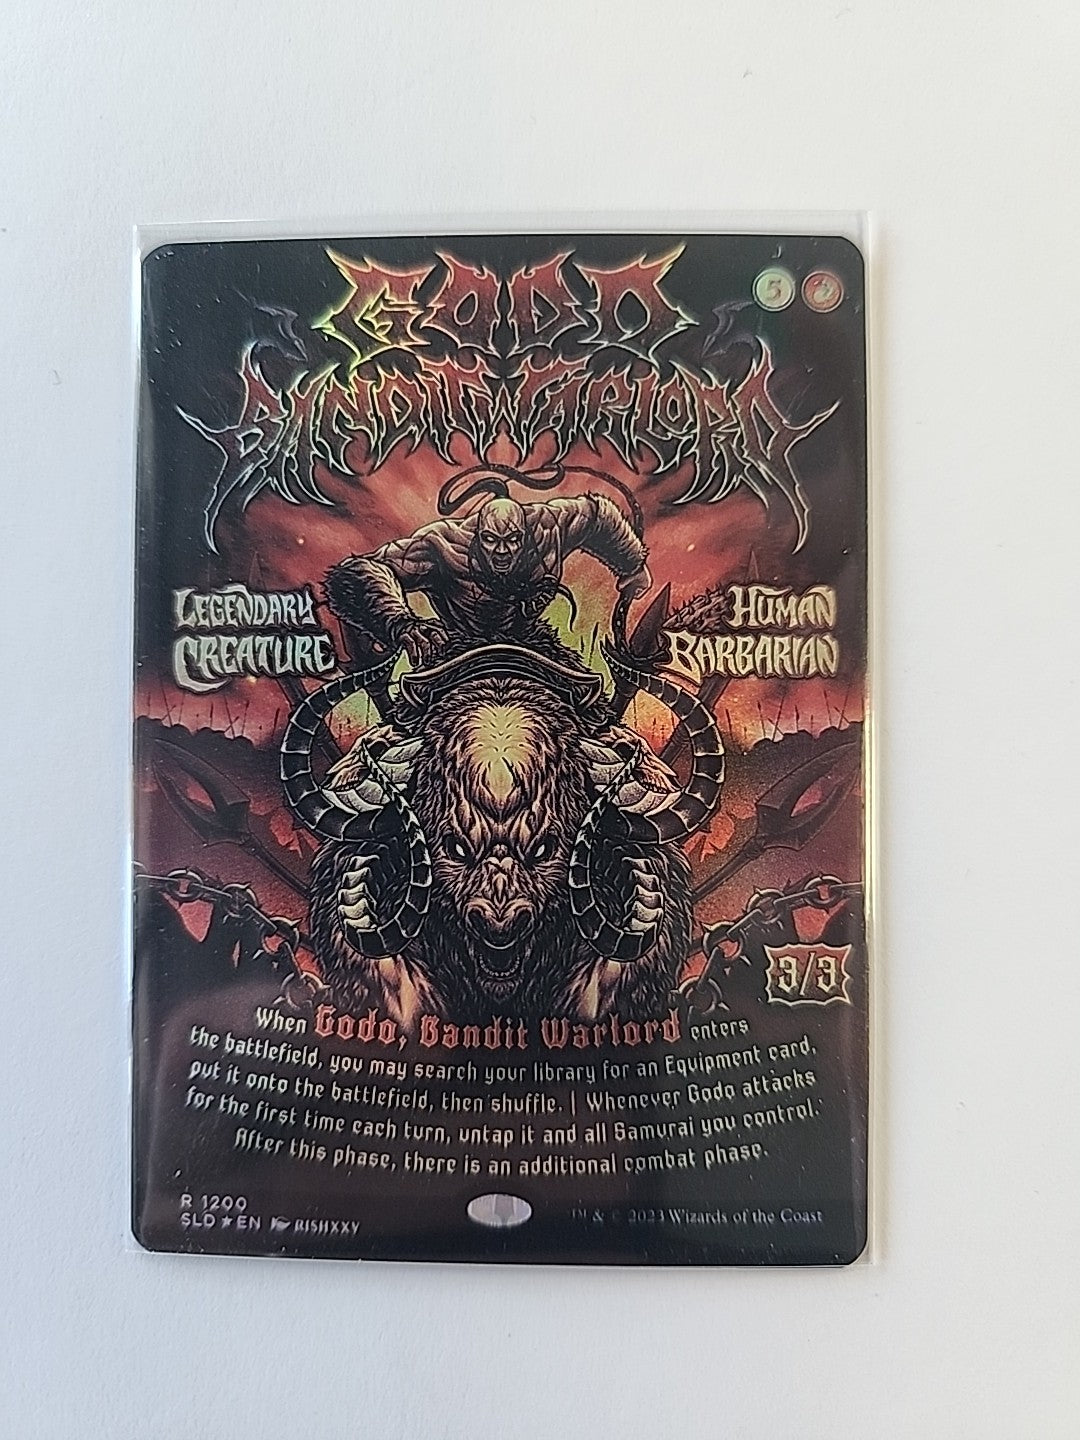 GODO
BANDIT WARLORD
5
LEGENDARY
CREATURE
HUMAN
BARBARIAN
3/3
When Godo, Bandit Warlord enters
the battlefield, you may search your library for an Equipment card,
put it onto the battlefield, then shuffle. | Whenever Godo attacks
for the first time each turn, untap it and all Samurai you control.
After this phase, there is an additional combat phase.
R 1299
SLD ★ EN RISHXXV
™ & © 2023 Wizards of the Coast